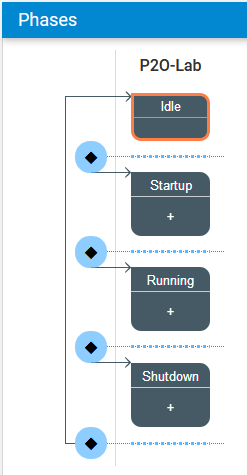 Phases
P2O-Lab
Idle
Startup
+
Running
+
Shutdown
+